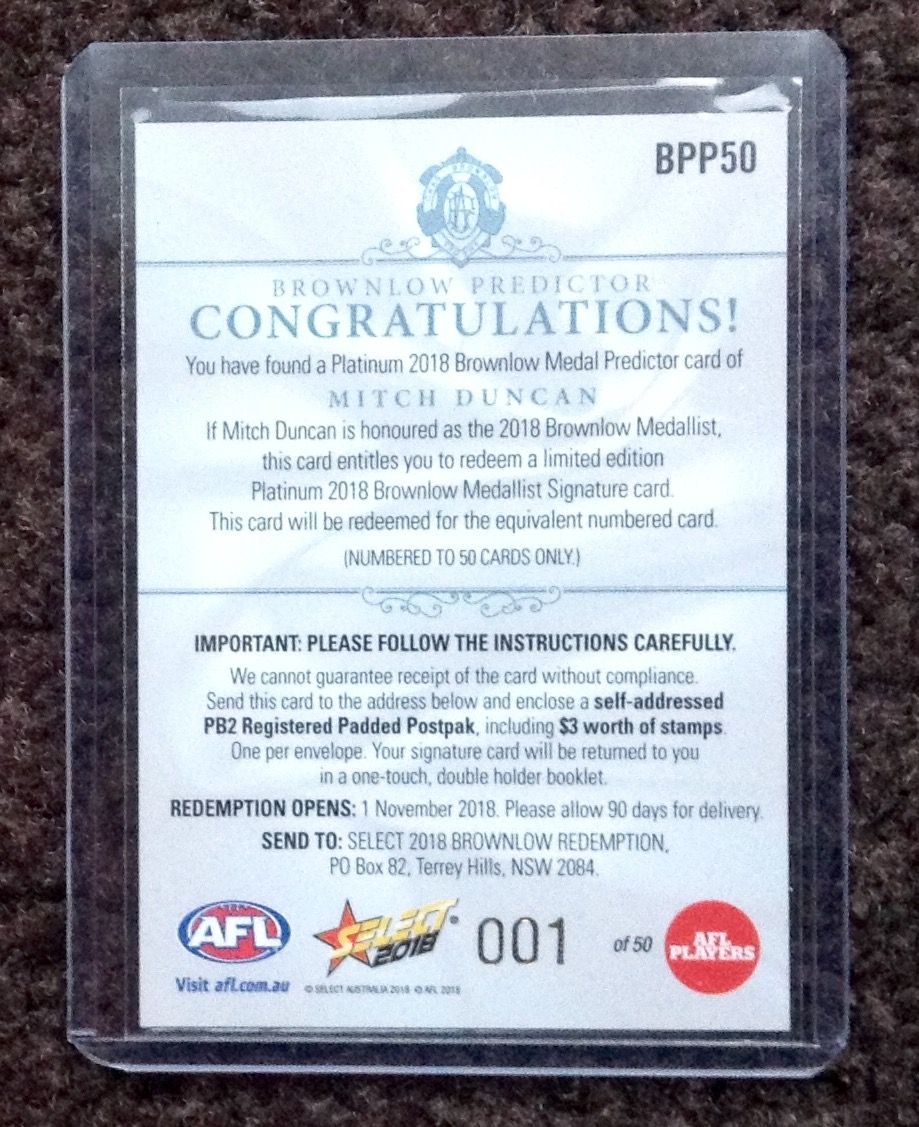 BPP50
BROWNLOW PREDICTOR
CONGRATULATIONS!
You have found a Platinum 2018 Brownlow Medal Predictor card of
MITCH DUNCAN
If Mitch Duncan is honoured as the 2018 Brownlow Medallist,
this card entitles you to redeem a limited edition
Platinum 2018 Brownlow Medallist Signature card.
This card will be redeemed for the equivalent numbered card.
(NUMBERED TO 50 CARDS ONLY.)
IMPORTANT: PLEASE FOLLOW THE INSTRUCTIONS CAREFULLY.
We cannot guarantee receipt of the card without compliance.
Send this card to the address below and enclose a self-addressed
PB2 Registered Padded Postpak, including $3 worth of stamps.
One per envelope. Your signature card will be returned to you
in a one-touch, double holder booklet.
REDEMPTION OPENS: 1 November 2018. Please allow 90 days for delivery.
SEND TO: SELECT 2018 BROWNLOW REDEMPTION,
PO Box 82, Terrey Hills, NSW 2084.
AFL
SELECT®
2018
001
of 50
AFL
PLAYERS
Visit afl.com.au
© SELECT AUSTRALIA 2018 © AFL 2018